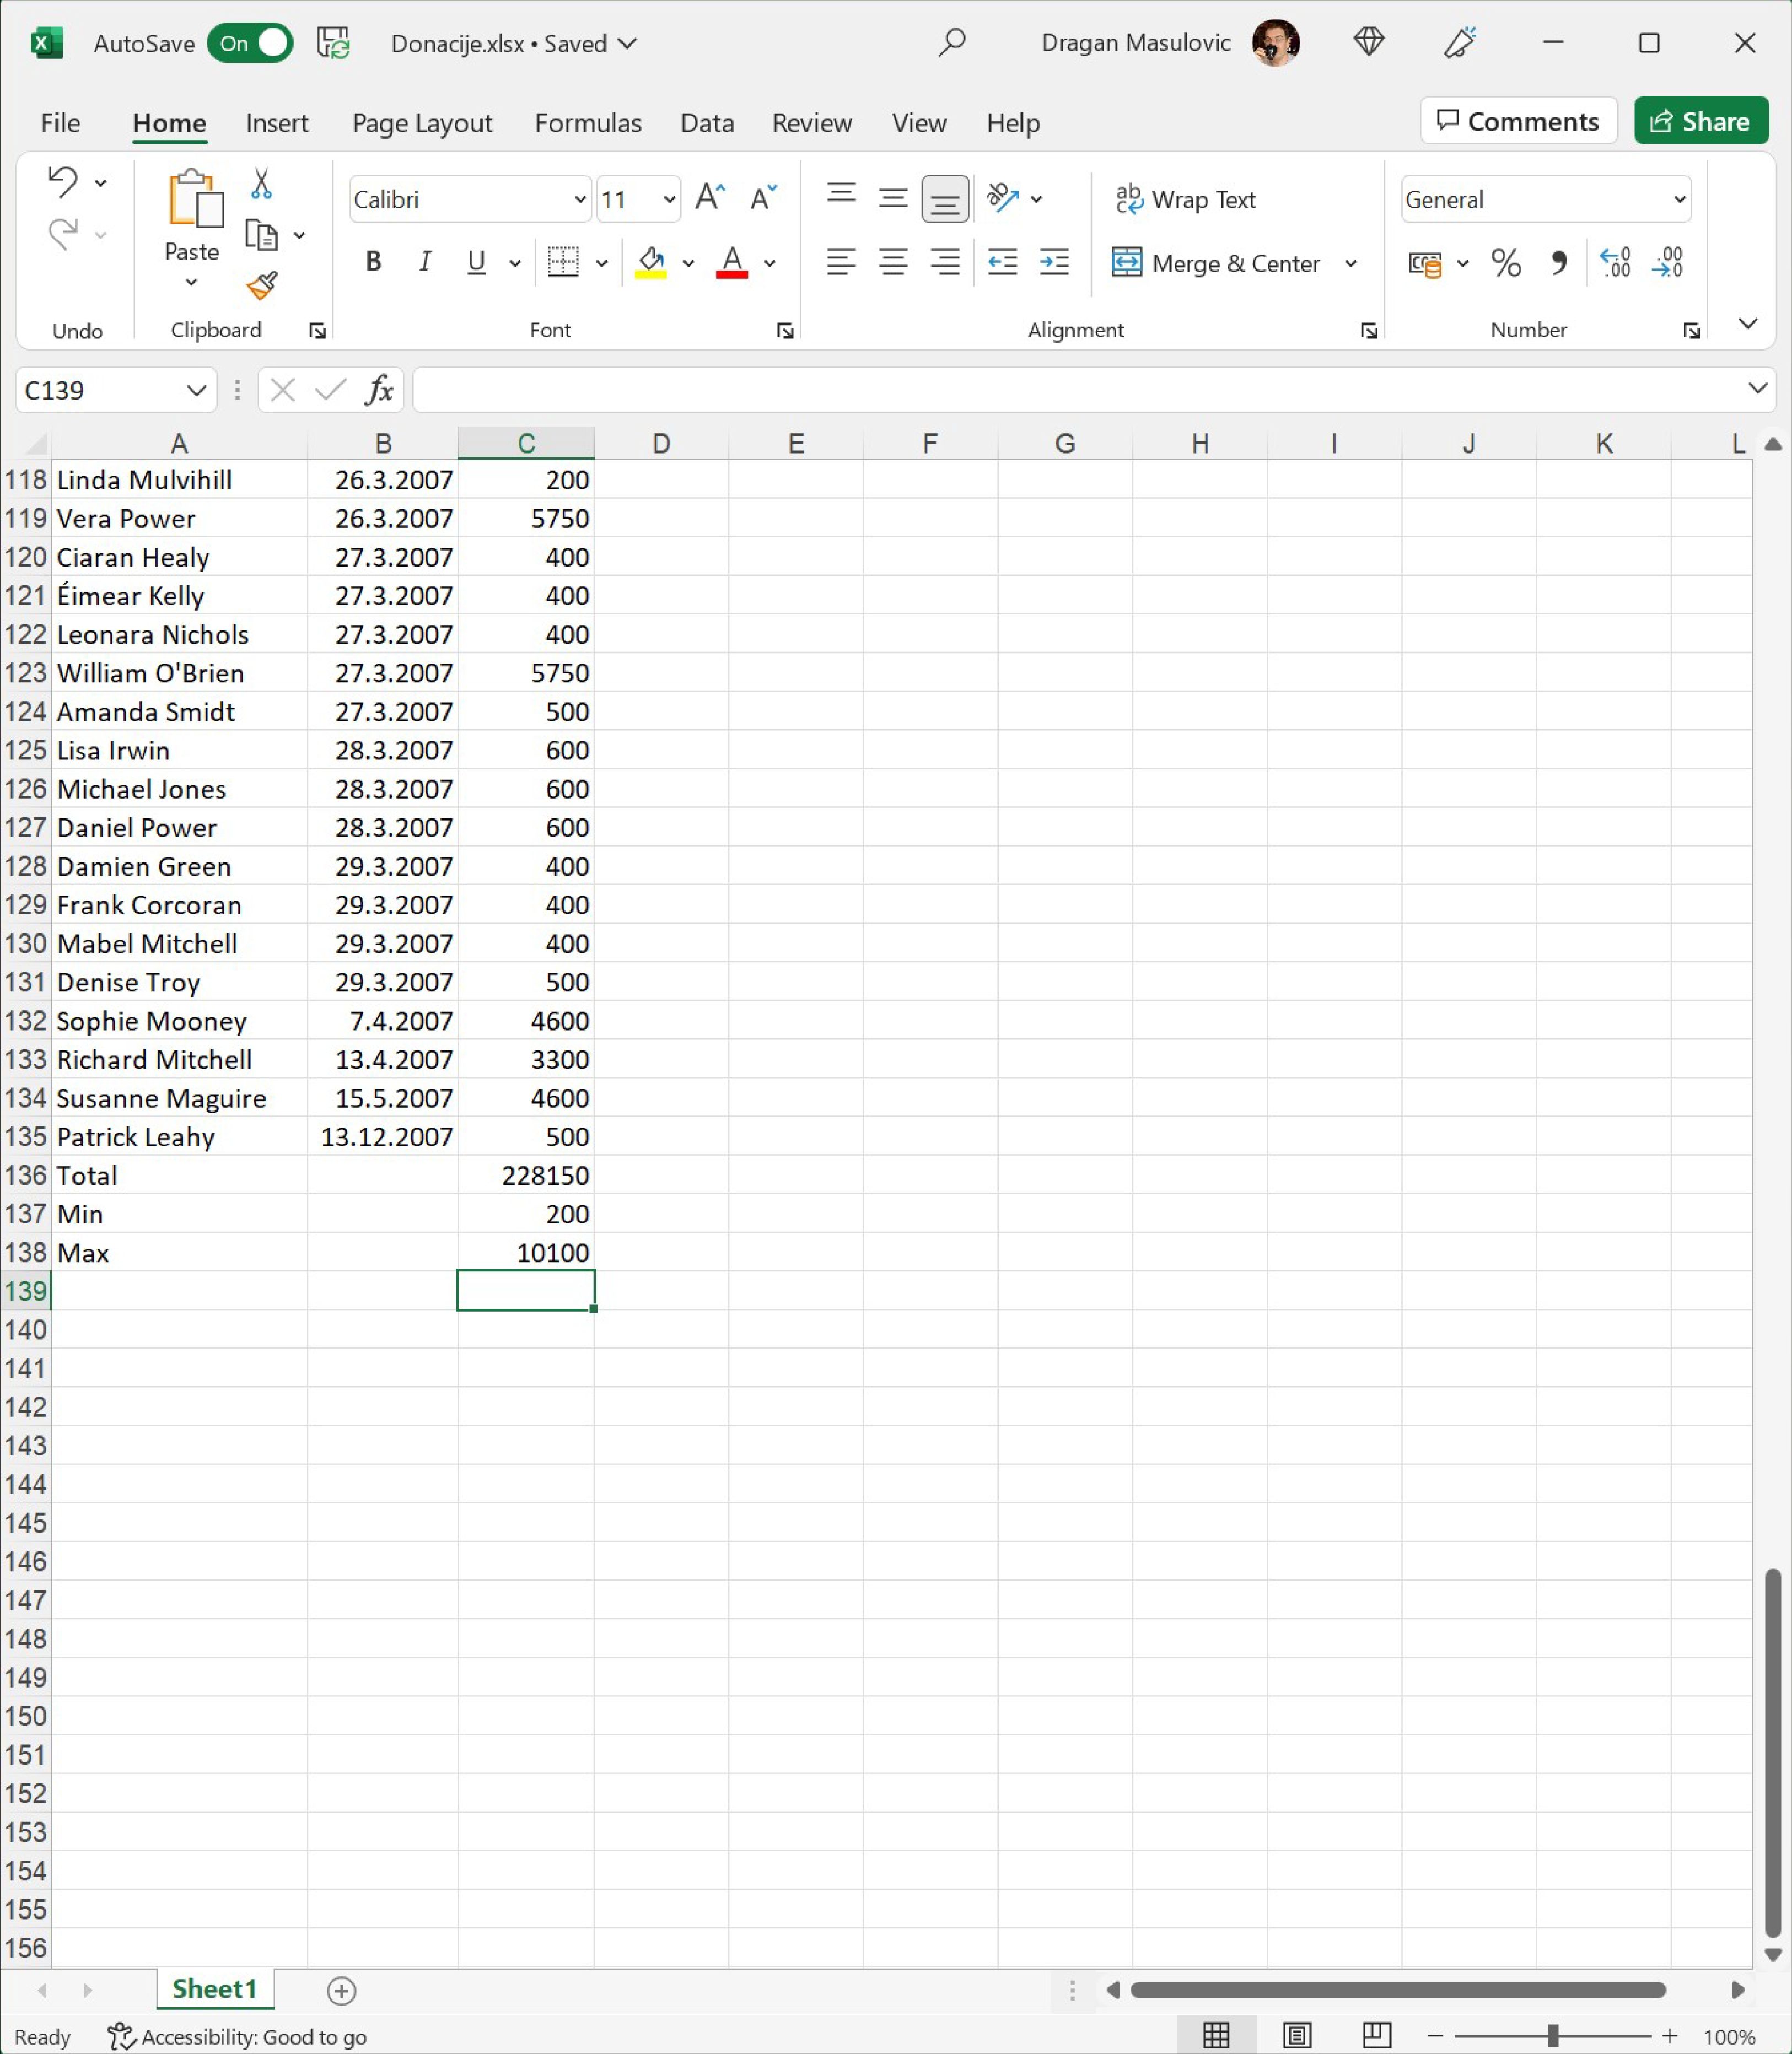 AutoSave On Donacije.xlsx • Saved Dragan Masulovic
File Home Insert Page Layout Formulas Data Review View Help Comments Share
Calibri 11 Wrap Text General
Paste B I U A Merge & Center % .00 .00
Undo Clipboard Font Alignment Number
C139 fx
A B C D E F G H I J K L
118 Linda Mulvihill 26.3.2007 200
119 Vera Power 26.3.2007 5750
120 Ciaran Healy 27.3.2007 400
121 Éimear Kelly 27.3.2007 400
122 Leonara Nichols 27.3.2007 400
123 William O'Brien 27.3.2007 5750
124 Amanda Smidt 27.3.2007 500
125 Lisa Irwin 28.3.2007 600
126 Michael Jones 28.3.2007 600
127 Daniel Power 28.3.2007 600
128 Damien Green 29.3.2007 400
129 Frank Corcoran 29.3.2007 400
130 Mabel Mitchell 29.3.2007 400
131 Denise Troy 29.3.2007 500
132 Sophie Mooney 7.4.2007 4600
133 Richard Mitchell 13.4.2007 3300
134 Susanne Maguire 15.5.2007 4600
135 Patrick Leahy 13.12.2007 500
136 Total 228150
137 Min 200
138 Max 10100
139
140
141
142
143
144
145
146
147
148
149
150
151
152
153
154
155
156
Sheet1
Ready Accessibility: Good to go 100%